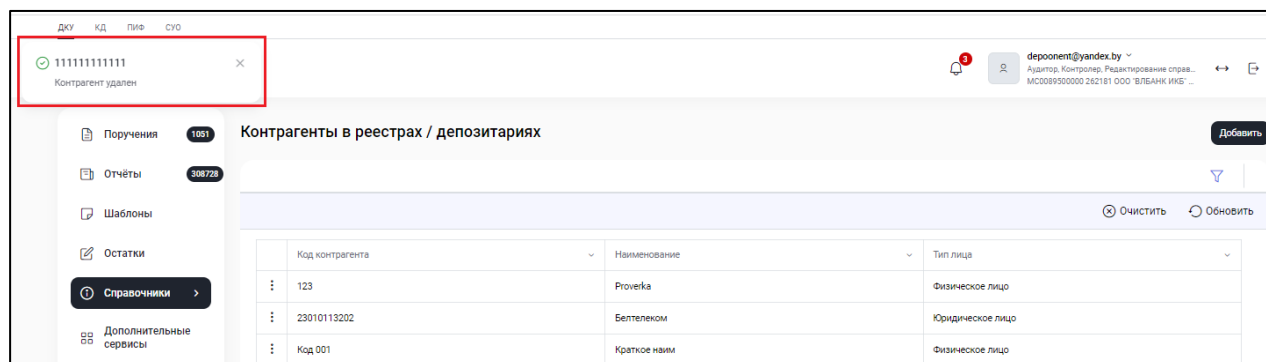 ДКУ КД ПИФ СУО
111111111111
Контрагент удален
3
depoonent@yandex.by
Аудитор, Контролер, Редактирование справ...
МС0089500000 262181 ООО "ВЛБАНК ИКБ" ...
Поручения 1051
Контрагенты в реестрах / депозитариях
Добавить
Отчёты 308728
Шаблоны
Очистить Обновить
Остатки
Код контрагента Наименование Тип лица
Справочники
123 Proverka Физическое лицо
23010113202 Белтелеком Юридическое лицо
Дополнительные сервисы
Код 001 Краткое наим Физическое лицо